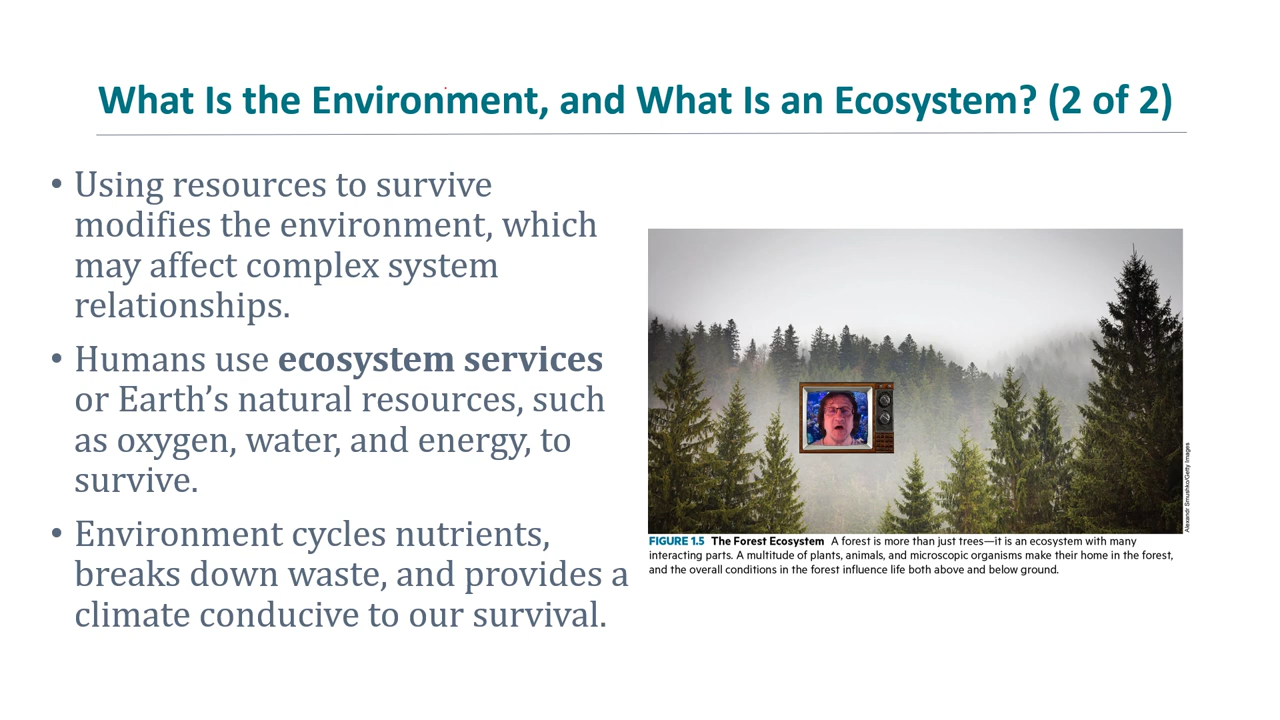 What Is the Environment, and What Is an Ecosystem? (2 of 2)
• Using resources to survive
modifies the environment, which
may affect complex system
relationships.
• Humans use ecosystem services
or Earth’s natural resources, such
as oxygen, water, and energy, to
survive.
• Environment cycles nutrients,
breaks down waste, and provides a
climate conducive to our survival.
Alexandr Smushko/Getty Images
FIGURE 1.5 The Forest Ecosystem A forest is more than just trees—it is an ecosystem with many
interacting parts. A multitude of plants, animals, and microscopic organisms make their home in the forest,
and the overall conditions in the forest influence life both above and below ground.